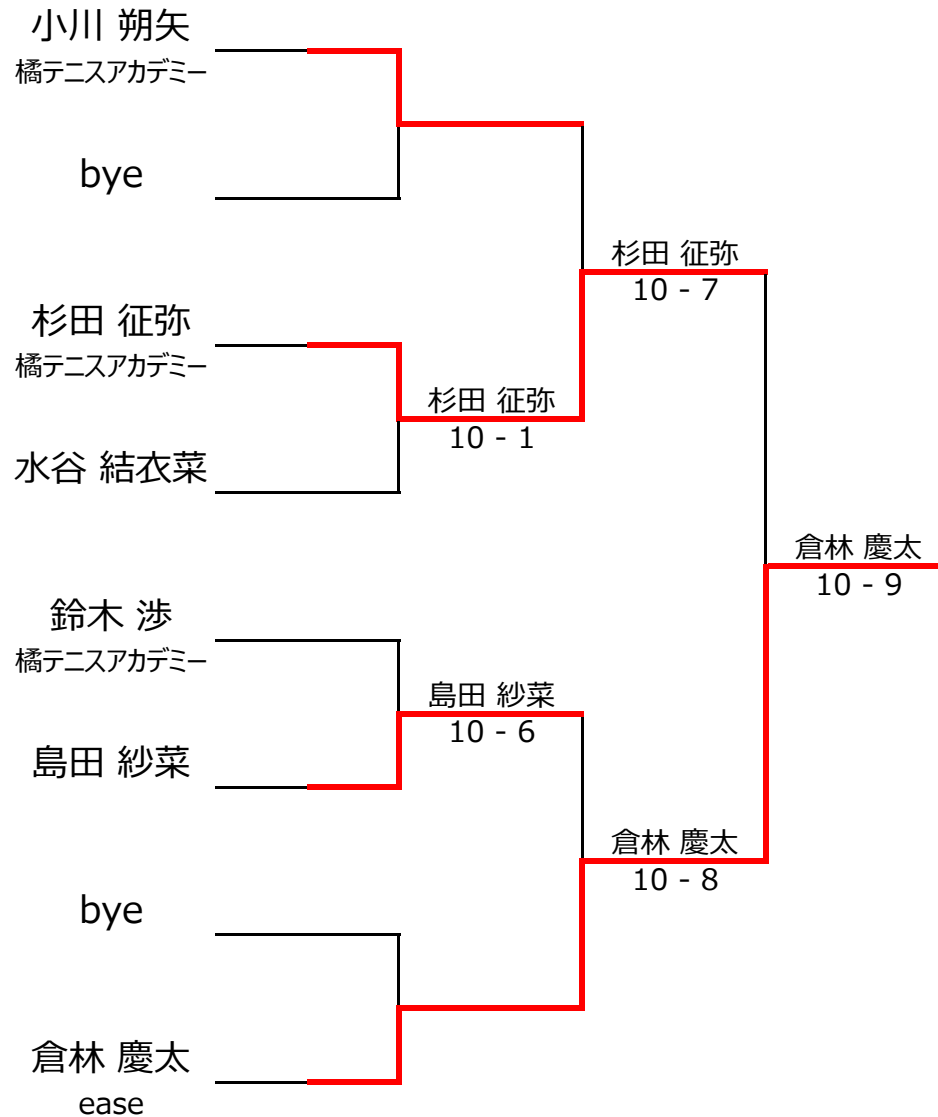 小川 朔矢
橘テニスアカデミー
bye
杉田 征弥
10 - 7
杉田 征弥
橘テニスアカデミー
杉田 征弥
10 - 1
水谷 結衣菜
倉林 慶太
10 - 9
鈴木 渉
橘テニスアカデミー
島田 紗菜
10 - 6
島田 紗菜
倉林 慶太
10 - 8
bye
倉林 慶太
ease